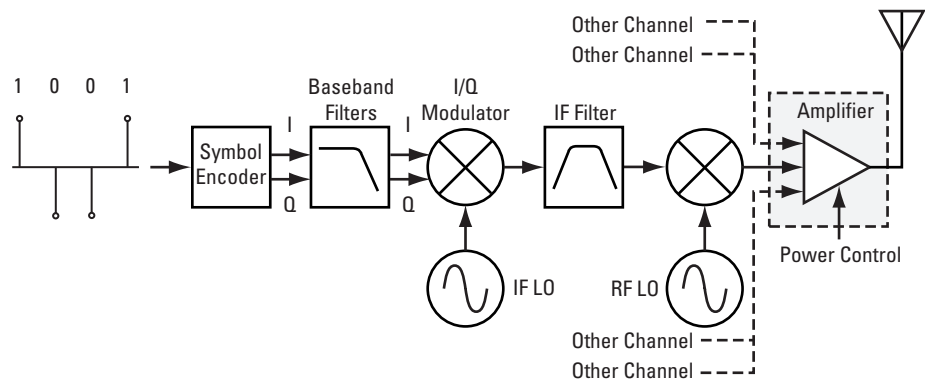 Other Channel
Other Channel
1 0 0 1
Baseband
Filters
I/Q
Modulator
IF Filter
Amplifier
I
I
Symbol
Encoder
Q
Q
Power Control
IF LO
RF LO
Other Channel
Other Channel